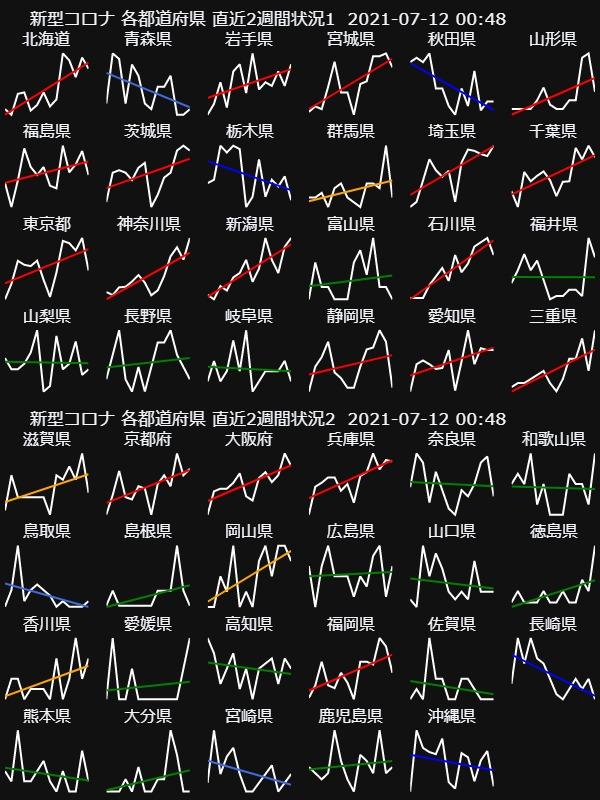 新型コロナ 各都道府県 直近2週間状況1 2021-07-12 00:48
北海道 青森県 岩手県 宮城県 秋田県 山形県
福島県 茨城県 栃木県 群馬県 埼玉県 千葉県
東京都 神奈川県 新潟県 富山県 石川県 福井県
山梨県 長野県 岐阜県 静岡県 愛知県 三重県
新型コロナ 各都道府県 直近2週間状況2 2021-07-12 00:48
滋賀県 京都府 大阪府 兵庫県 奈良県 和歌山県
鳥取県 島根県 岡山県 広島県 山口県 徳島県
香川県 愛媛県 高知県 福岡県 佐賀県 長崎県
熊本県 大分県 宮崎県 鹿児島県 沖縄県